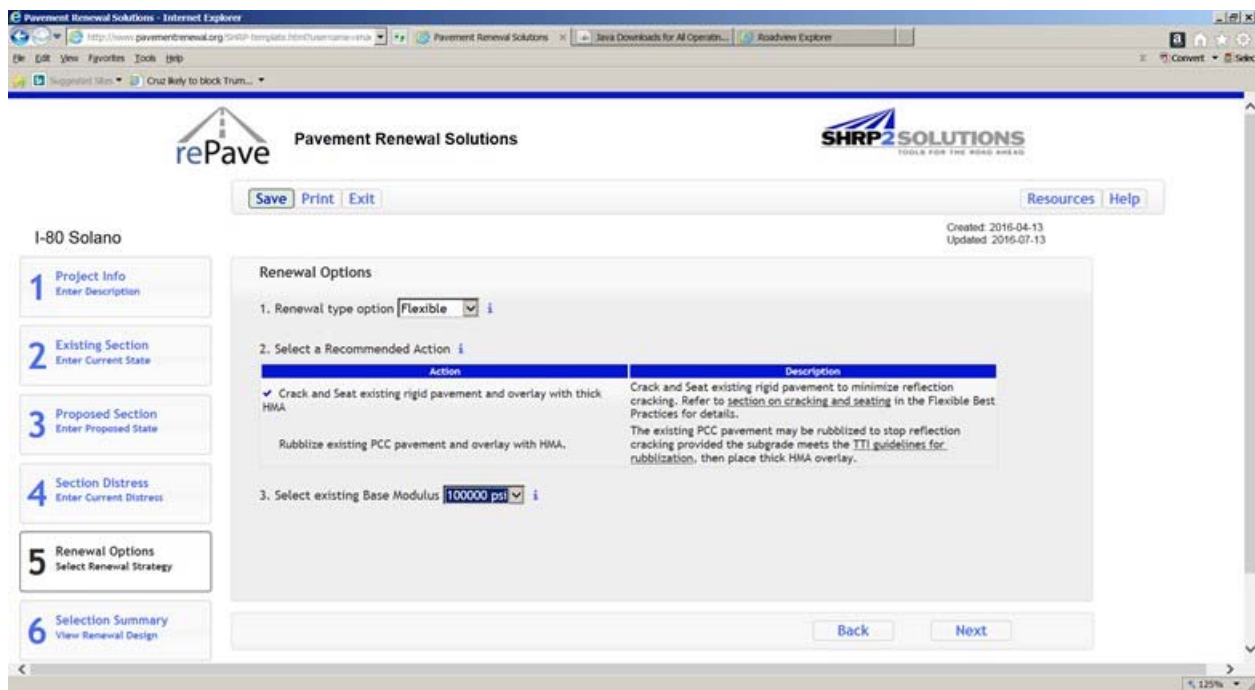 Pavement Renewal Solutions - Internet Explorer
http://www.pavementrenewal.org/SHRP-template.html?username=
Pavement Renewal Solutions
Java Downloads for All Operatin...
Roadview Explorer
File Edit View Favorites Tools Help
Convert
Suggested Sites Cruz likely to block Trum...
rePave
Pavement Renewal Solutions
SHRP2 SOLUTIONS
TOOLS FOR THE ROAD AHEAD
Save Print Exit
Resources Help
I-80 Solano
Created: 2016-04-13
Updated: 2016-07-13
1 Project Info
Enter Description
2 Existing Section
Enter Current State
3 Proposed Section
Enter Proposed State
4 Section Distress
Enter Current Distress
5 Renewal Options
Select Renewal Strategy
6 Selection Summary
View Renewal Design
Renewal Options
1. Renewal type option Flexible i
2. Select a Recommended Action i
Action Description
✔ Crack and Seat existing rigid pavement and overlay with thick
HMA
Crack and Seat existing rigid pavement to minimize reflection
cracking. Refer to section on cracking and seating in the Flexible Best
Practices for details.
Rubblize existing PCC pavement and overlay with HMA.
The existing PCC pavement may be rubblized to stop reflection
cracking provided the subgrade meets the TTI guidelines for
rubblization, then place thick HMA overlay.
3. Select existing Base Modulus 100000 psi i
Back Next
125%